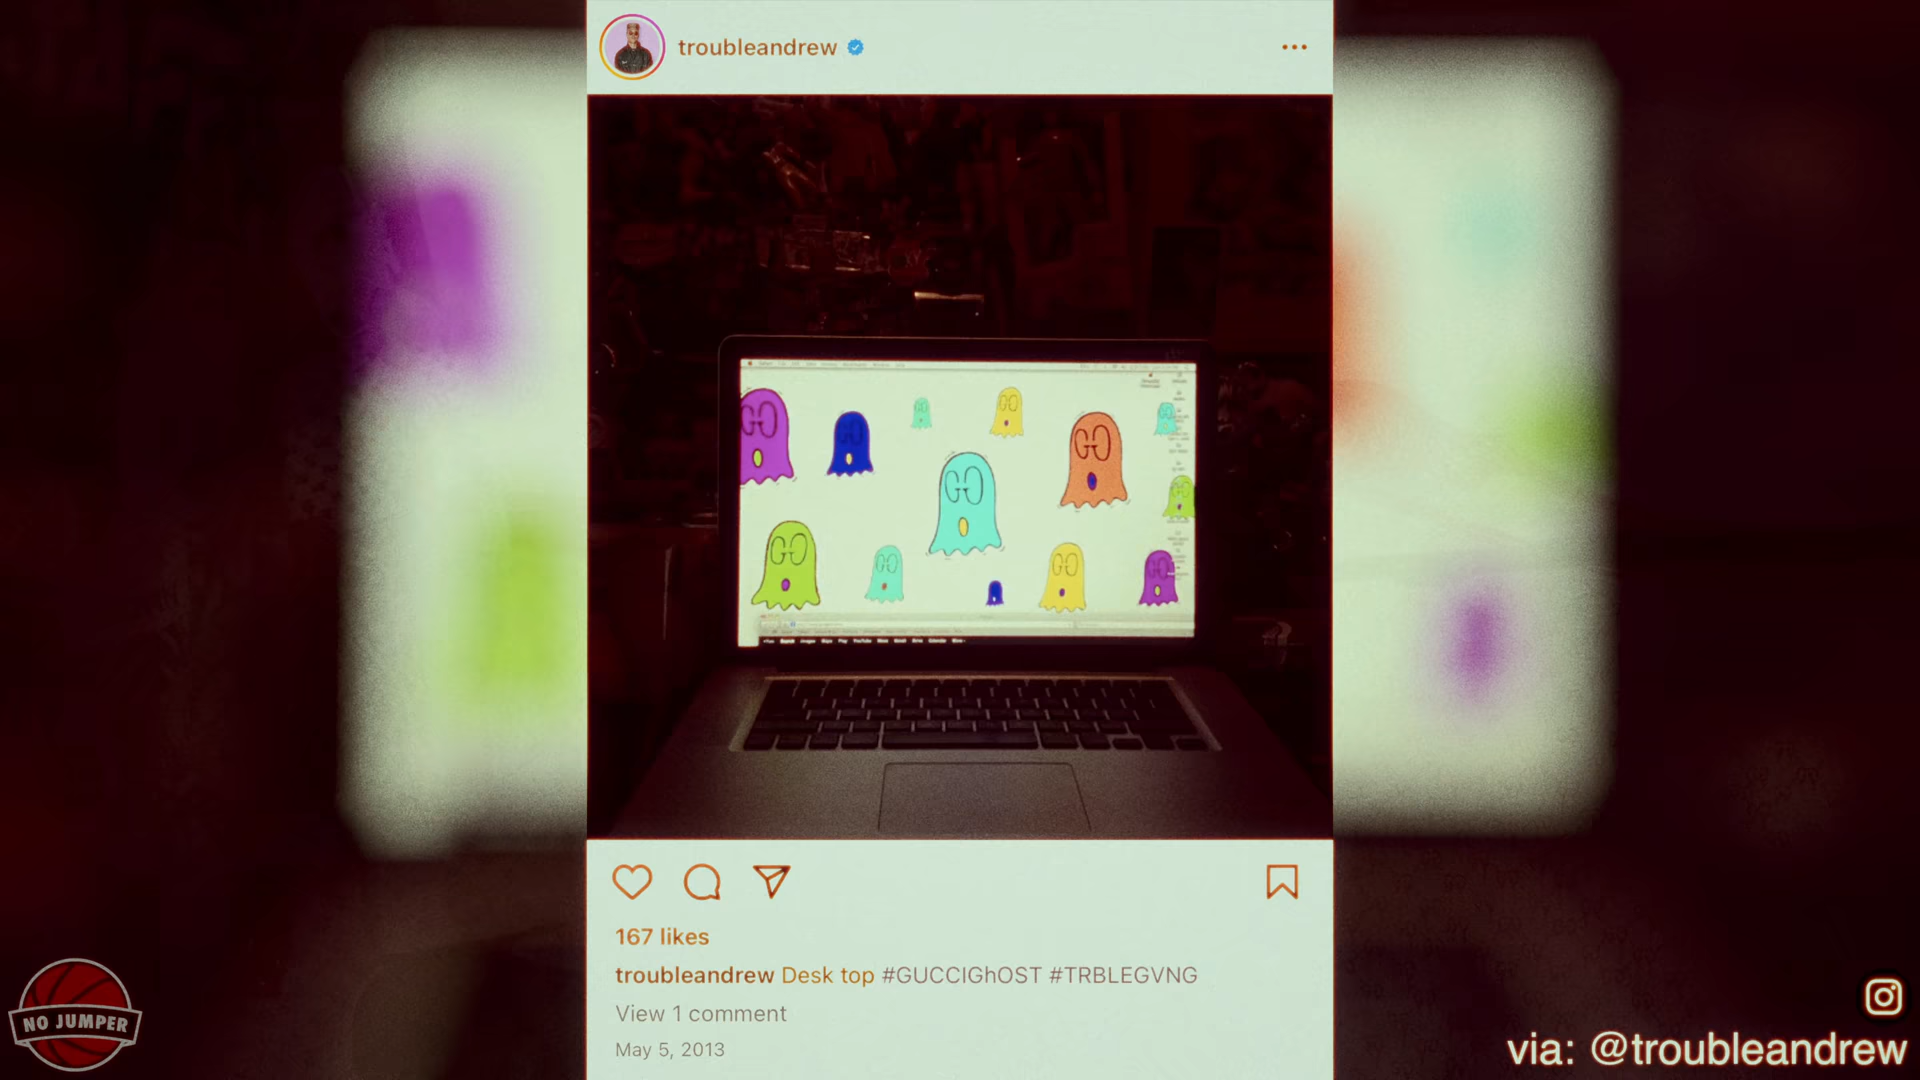 troubleandrew
167 likes
troubleandrew Desk top #GUCCIGhOST #TRBLEGVNG
View 1 comment
May 5, 2013
NO JUMPER
via: @troubleandrew